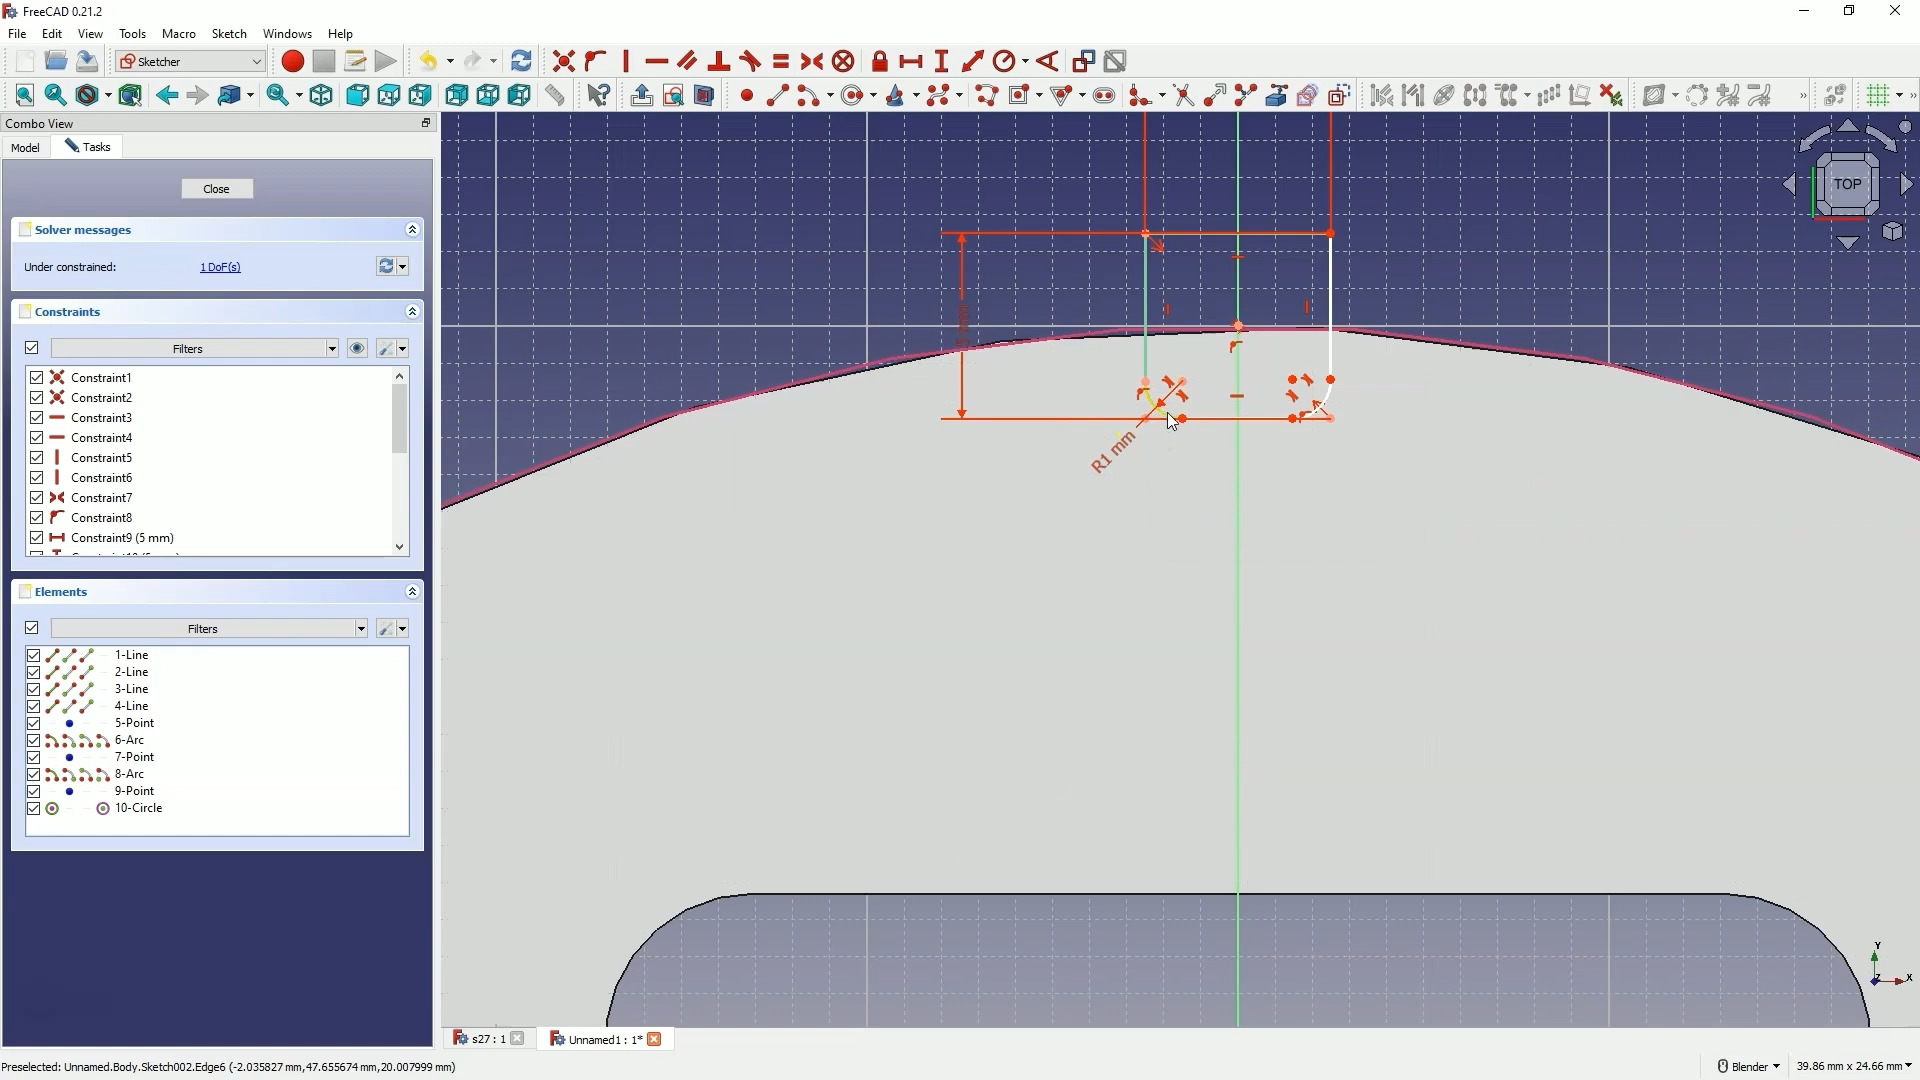 FreeCAD 0.21.2
File Edit View Tools Macro Sketch Windows Help
Sketcher
Combo View
Model Tasks
Close
Solver messages
Under constrained: 1 DoF(s)
Constraints
Filters
Constraint1
Constraint2
Constraint3
Constraint4
Constraint5
Constraint6
Constraint7
Constraint8
Constraint9 (5 mm)
Elements
Filters
1-Line
2-Line
3-Line
4-Line
5-Point
6-Arc
7-Point
8-Arc
9-Point
10-Circle
R1 mm
TOP
Y
X
Z
s27 : 1
Unnamed1 : 1*
Preselected: Unnamed.Body.Sketch002.Edge6 (-2.035827 mm,47.655674 mm,20.007999 mm)
Blender
39.86 mm x 24.66 mm